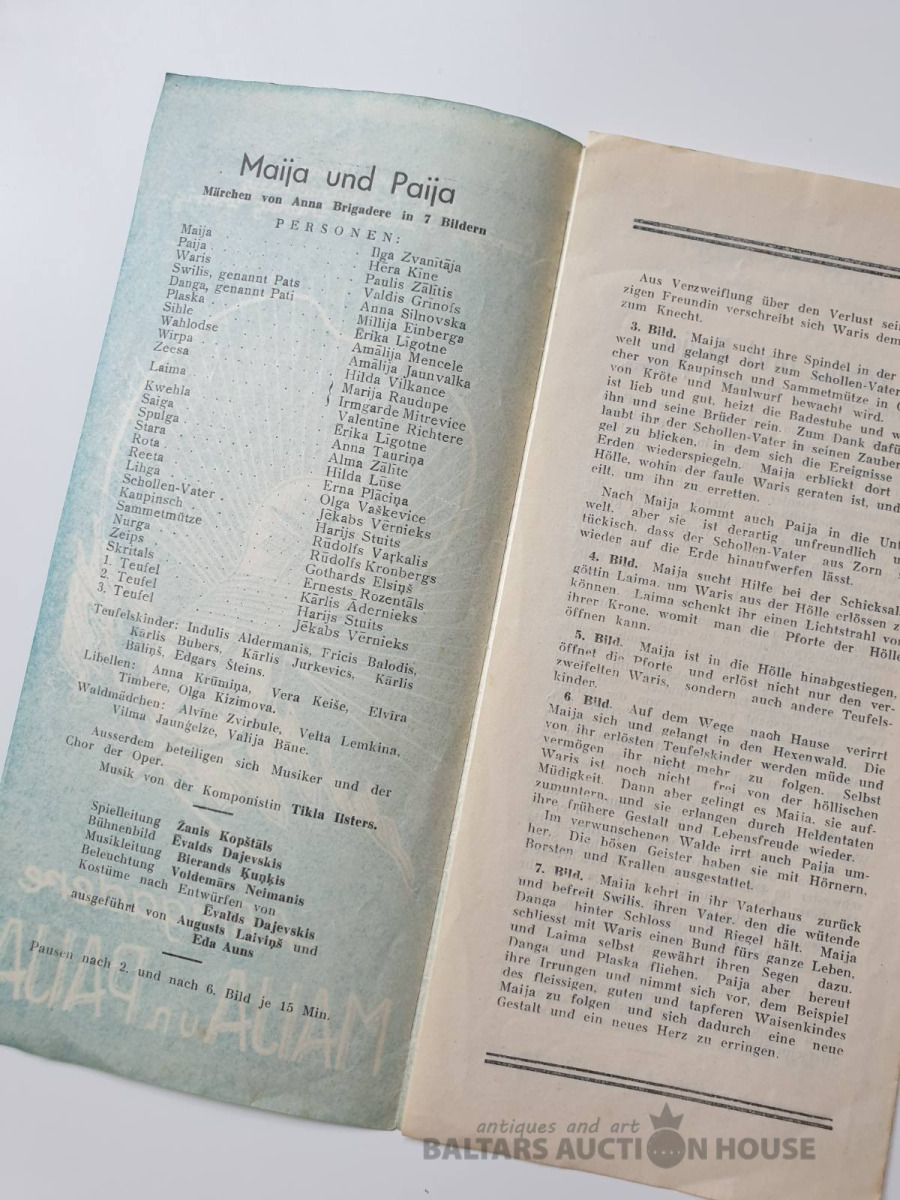 Maija und Paija
Märchen von Anna Brigadere in 7 Bildern
PERSONEN:
Maija . . . Ilga Zvanītāja
Paija . . . Hēra Kine
Waris . . . Paulis Zālītis
Swilis, genannt Pats . . . Valdis Grīnofs
Danga, genannt Pati . . . Anna Silnovska
Plaska . . . Millija Einberga
Sihle . . . Ērika Līgotne
Wahlodse . . . Amālija Mencele
Wirpa . . . Amālija Jaunvalka
Zeesa . . . Hilda Vilkance
Laima . . . { Marija Raudupe
Irmgarde Mitrevice
Kwehla . . . Valentine Richtere
Saiga . . . Ērika Līgotne
Spulga . . . Anna Tauriņa
Stara . . . Alma Zālīte
Rota . . . Hilda Lūse
Reeta . . . Erna Plāciņa
Lihga . . . Olga Vaškevice
Schollen-Vater . . . Jēkabs Vērnieks
Kaupinsch . . . Harijs Stuits
Sammetmütze . . . Rūdolfs Vaŗkalis
Nurga . . . Rūdolfs Kronbergs
Zeips . . . Gothards Elsiņš
Skritals . . . Ernests Rozentāls
1. Teufel . . . Kārlis Ādernieks
2. Teufel . . . Harijs Stuits
3. Teufel . . . Jēkabs Vērnieks
Teufelskinder: Indulis Aldermanis, Fricis Balodis,
Kārlis Bubers, Kārlis Jurkevics, Kārlis
Bāliņš, Edgars Šteins.
Libellen: Anna Krūmiņa, Vera Keiše, Elvīra
Timbere, Olga Kizimova.
Waldmädchen: Alvīne Zvirbule, Velta Lemkina,
Vilma Jaunģelze, Valija Bāne.
Ausserdem beteiligen sich Musiker und der
Chor der Oper.
Musik von der Komponistin Tikla Ilsters.
Spielleitung Žanis Kopštāls
Bühnenbild Ēvalds Dajevskis
Musikleitung Bierands Ķuņķis
Beleuchtung Voldemārs Neimanis
Kostüme nach Entwürfen von
Ēvalds Dajevskis
ausgeführt von Augusts Laiviņš und
Eda Auns
Pausen nach 2. und nach 6. Bild je 15 Min.
MAIJA un PAIJA
Aus Verzweiflung über den Verlust sei
zigen Freundin verschreibt sich Waris dem
zum Knecht.
3. Bild. Maija sucht ihre Spindel in der
welt und gelangt dort zum Schollen-Vater
cher von Kaupinsch und Sammetmütze in
von Kröte und Maulwurf bewacht wird.
ist lieb und gut, heizt die Badestube und w
ihn und seine Brüder rein. Zum Dank dafü
laubt ihr der Schollen-Vater in seinen Zauber
gel zu blicken, in dem sich die Ereignisse
Erden wiederspiegeln. Maija erblickt dort
Hölle, wohin der faule Waris geraten ist, und
eilt, um ihn zu erretten.
Nach Maija kommt auch Paija in die Unt
welt, aber sie ist derartig unfreundlich u
tückisch, dass der Schollen-Vater aus Zorn s
wieder auf die Erde hinaufwerfen lässt.
4. Bild. Maija sucht Hilfe bei der Schicksal
göttin Laima, um Waris aus der Hölle erlösen z
können. Laima schenkt ihr einen Lichtstrahl vo
ihrer Krone, womit man die Pforte der Hölle
öffnen kann.
5. Bild. Maija ist in die Hölle hinabgestiegen,
öffnet die Pforte und erlöst nicht nur den ver-
zweifelten Waris, sondern auch andere Teufels-
kinder.
6 Bild. Auf dem Wege nach Hause verirrt
Maija sich und gelangt in den Hexenwald. Die
von ihr erlösten Teufelskinder werden müde und
vermögen ihr nicht mehr zu folgen. Selbst
Waris ist noch nicht frei von der höllischen
Müdigkeit. Dann aber gelingt es Maija, sie auf-
zumuntern, und sie erlangen durch Heldentaten
ihre frühere Gestalt und Lebensfreude wieder.
Im verwunschenen Walde irrt auch Paija um-
her. Die bösen Geister haben sie mit Hörnern,
Borsten und Krallen ausgestattet.
7. Bild. Maija kehrt in ihr Vaterhaus zurück
und befreit Swilis, ihren Vater, den die wütende
Danga hinter Schloss und Riegel hält. Maija
schliesst mit Waris einen Bund fürs ganze Leben,
und Laima selbst gewährt ihren Segen dazu.
Danga und Plaska fliehen. Paija aber bereut
ihre Irrungen und nimmt sich vor, dem Beispiel
des fleissigen, guten und tapferen Waisenkindes
Maija zu folgen und sich dadurch eine neue
Gestalt und ein neues Herz zu erringen.
antiques and art
BALTARS AUCTION HOUSE